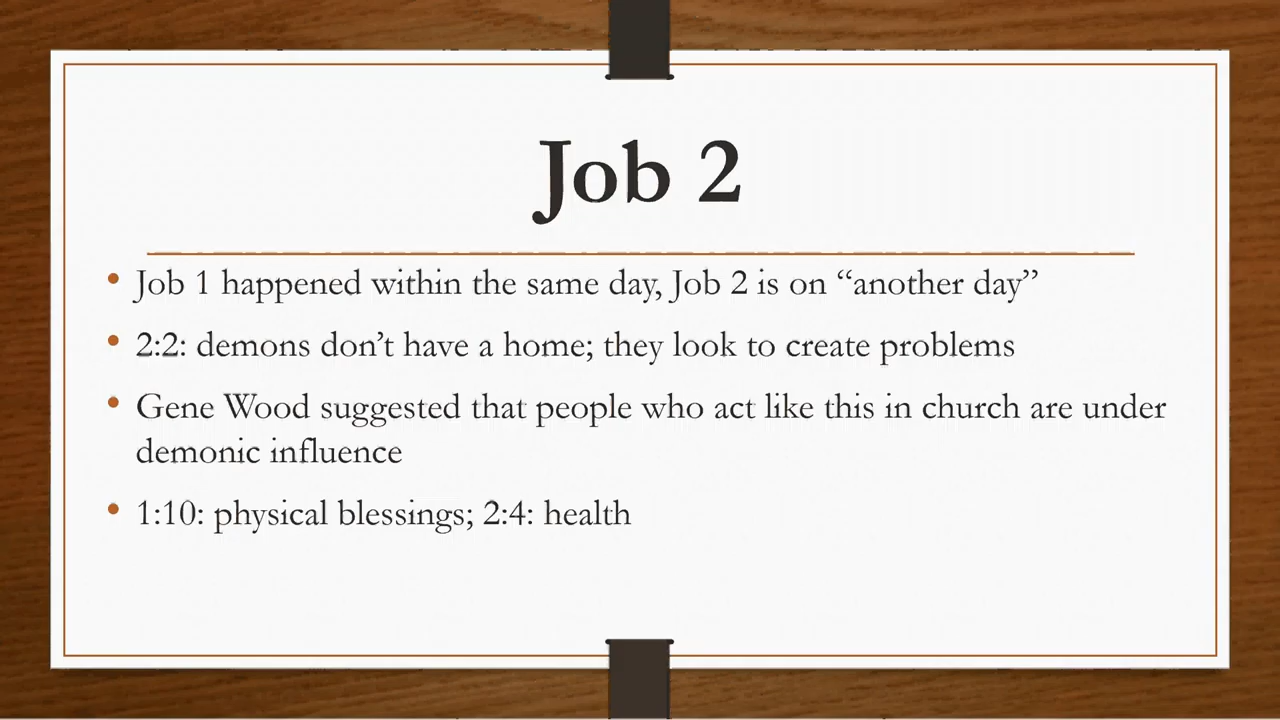 Job 2
• Job 1 happened within the same day, Job 2 is on “another day”
• 2:2: demons don’t have a home; they look to create problems
• Gene Wood suggested that people who act like this in church are under
demonic influence
• 1:10: physical blessings; 2:4: health